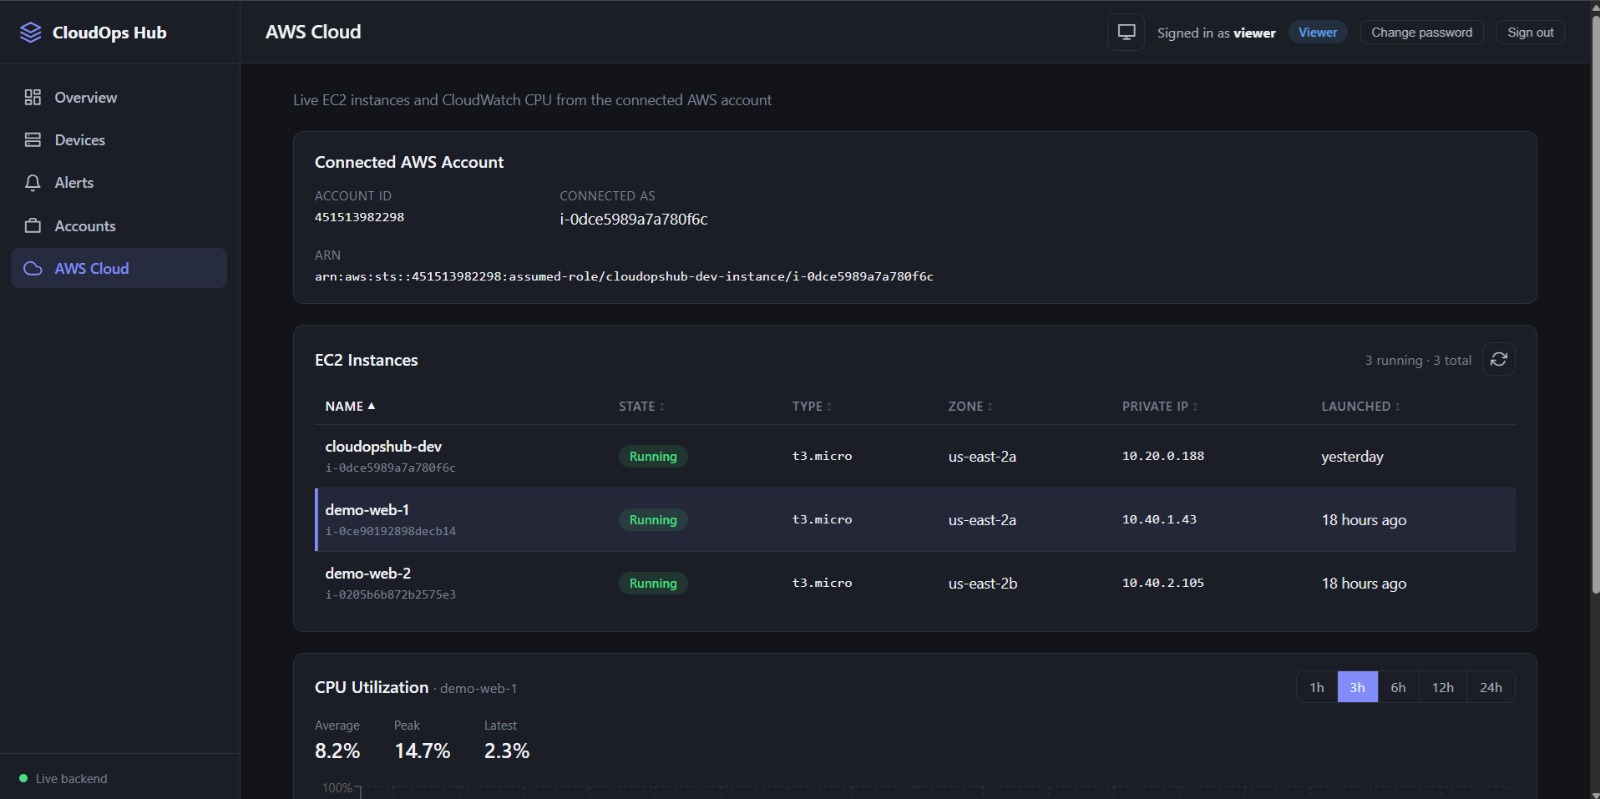 CloudOps Hub
AWS Cloud
Signed in as viewer
Viewer
Change password
Sign out
Overview
Devices
Alerts
Accounts
AWS Cloud
Live backend
Live EC2 instances and CloudWatch CPU from the connected AWS account
Connected AWS Account
ACCOUNT ID
451513982298
CONNECTED AS
i-0dce5989a7a780f6c
ARN
arn:aws:sts::451513982298:assumed-role/cloudopshub-dev-instance/i-0dce5989a7a780f6c
EC2 Instances
3 running · 3 total
NAME ▲ STATE ↕ TYPE ↕ ZONE ↕ PRIVATE IP ↕ LAUNCHED ↕
cloudopshub-dev Running t3.micro us-east-2a 10.20.0.188 yesterday
i-0dce5989a7a780f6c
demo-web-1 Running t3.micro us-east-2a 10.40.1.43 18 hours ago
i-0ce90192898decb14
demo-web-2 Running t3.micro us-east-2b 10.40.2.105 18 hours ago
i-0205b6b872b2575e3
CPU Utilization · demo-web-1
1h 3h 6h 12h 24h
Average Peak Latest
8.2% 14.7% 2.3%
100%